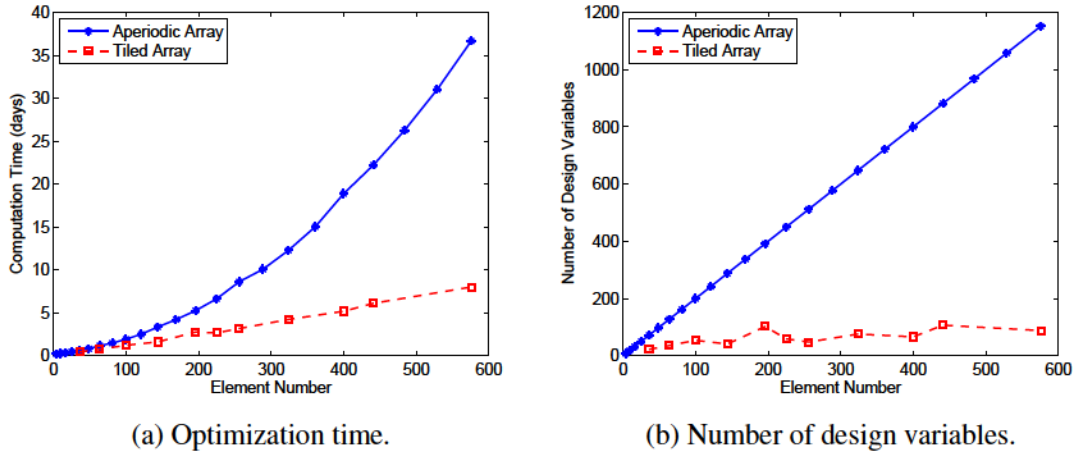 Aperiodic Array
Tiled Array
40
35
30
25
20
15
10
5
0
Computation Time (days)
0 100 200 300 400 500 600
Element Number
(a) Optimization time.
Aperiodic Array
Tiled Array
1200
1000
800
600
400
200
0
Number of Design Variables
0 100 200 300 400 500 600
Element Number
(b) Number of design variables.